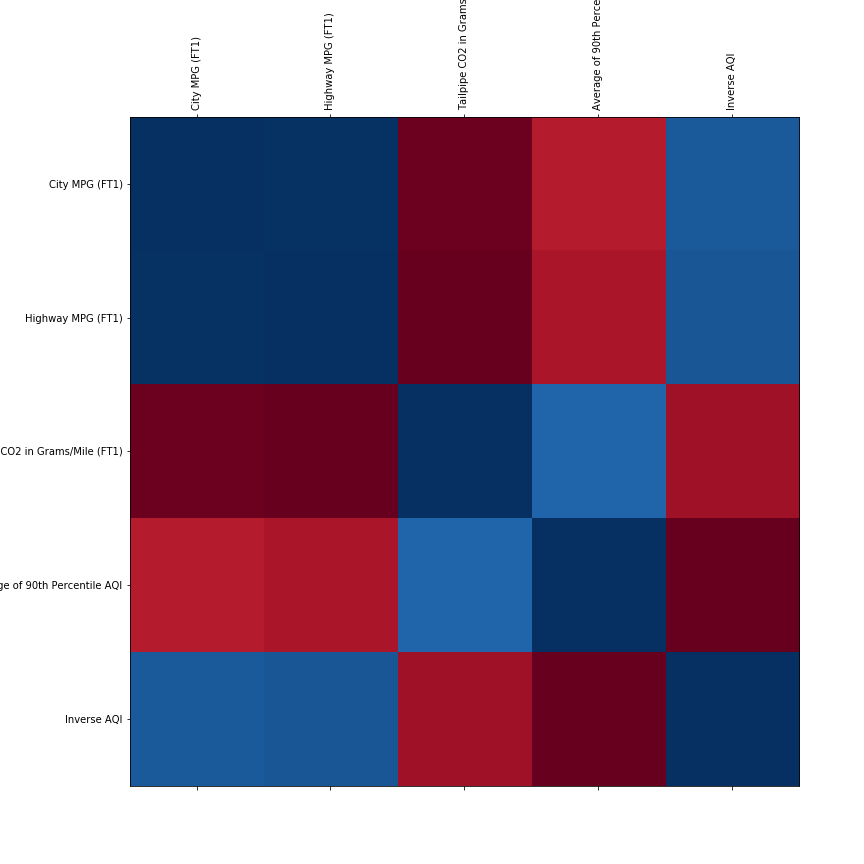 City MPG (FT1)
Highway MPG (FT1)
Tailpipe CO2 in Grams
Average of 90th Perce
Inverse AQI
City MPG (FT1)
Highway MPG (FT1)
CO2 in Grams/Mile (FT1)
ge of 90th Percentile AQI
Inverse AQI